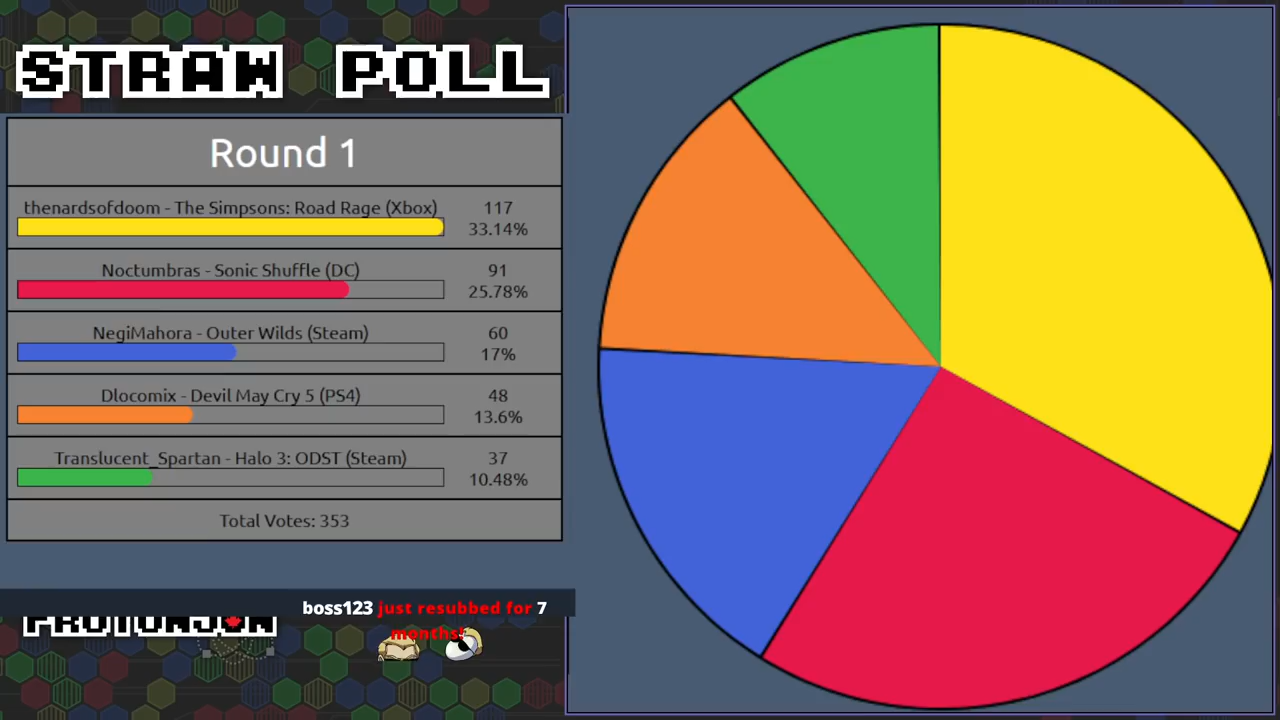 STRAW POLL
Round 1
thenardsofdoom - The Simpsons: Road Rage (Xbox)
117
33.14%
Noctumbras - Sonic Shuffle (DC)
91
25.78%
NegiMahora - Outer Wilds (Steam)
60
17%
Dlocomix - Devil May Cry 5 (PS4)
48
13.6%
Translucent_Spartan - Halo 3: ODST (Steam)
37
10.48%
Total Votes: 353
PROTONJON
boss123 just resubbed for 7
months!